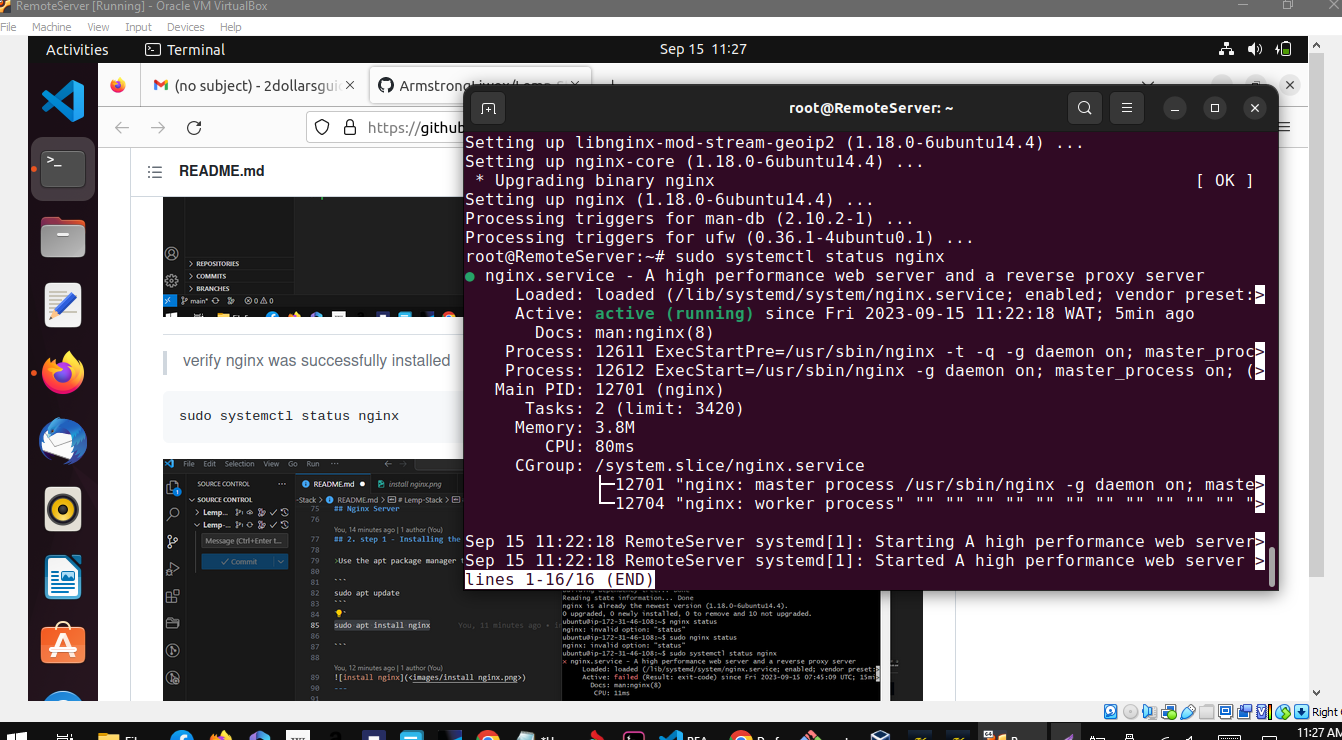 RemoteServer [Running] - Oracle VM VirtualBox
File Machine View Input Devices Help
Activities Terminal Sep 15 11:27
(no subject) - 2dollarsgui
https://github
root@RemoteServer: ~
README.md
Setting up libnginx-mod-stream-geoip2 (1.18.0-6ubuntu14.4) ...
Setting up nginx-core (1.18.0-6ubuntu14.4) ...
* Upgrading binary nginx [ OK ]
Setting up nginx (1.18.0-6ubuntu14.4) ...
Processing triggers for man-db (2.10.2-1) ...
Processing triggers for ufw (0.36.1-4ubuntu0.1) ...
root@RemoteServer:~# sudo systemctl status nginx
● nginx.service - A high performance web server and a reverse proxy server
Loaded: loaded (/lib/systemd/system/nginx.service; enabled; vendor preset:>
Active: active (running) since Fri 2023-09-15 11:22:18 WAT; 5min ago
Docs: man:nginx(8)
Process: 12611 ExecStartPre=/usr/sbin/nginx -t -q -g daemon on; master_proc>
Process: 12612 ExecStart=/usr/sbin/nginx -g daemon on; master_process on; (>
Main PID: 12701 (nginx)
Tasks: 2 (limit: 3420)
Memory: 3.8M
CPU: 80ms
CGroup: /system.slice/nginx.service
├─12701 "nginx: master process /usr/sbin/nginx -g daemon on; maste>
└─12704 "nginx: worker process" "" "" "" "" "" "" "" "" "" "" "" ">
Sep 15 11:22:18 RemoteServer systemd[1]: Starting A high performance web server>
Sep 15 11:22:18 RemoteServer systemd[1]: Started A high performance web server >
lines 1-16/16 (END)
REPOSITORIES
COMMITS
BRANCHES
main* 0 0
verify nginx was successfully installed
sudo systemctl status nginx
File Edit Selection View Go Run ...
SOURCE CONTROL ... README.md install nginx.png
SOURCE CONTROL -Stack > README.md > # Lemp-Stack >
75 ## Nginx Server
76
You, 14 minutes ago | 1 author (You)
77 ## 2. step 1 - Installing the
78
79 >Use the apt package manager
80
81 ```
82 sudo apt update
83 ```
84
85 sudo apt install nginx You, 11 minutes ago
86
87 ```
88
You, 12 minutes ago | 1 author (You)
89 ![install nginx](<images/install nginx.png>)
90 ---
91
Message (Ctrl+Enter t...
Commit
Reading state information... Done
nginx is already the newest version (1.18.0-6ubuntu14.4).
0 upgraded, 0 newly installed, 0 to remove and 10 not upgraded.
ubuntu@ip-172-31-46-108:~$ nginx status
nginx: invalid option: "status"
ubuntu@ip-172-31-46-108:~$ sudo nginx status
nginx: invalid option: "status"
ubuntu@ip-172-31-46-108:~$ sudo systemctl status nginx
× nginx.service - A high performance web server and a reverse proxy server
Loaded: loaded (/lib/systemd/system/nginx.service; enabled; vendor preset:
Active: failed (Result: exit-code) since Fri 2023-09-15 07:45:09 UTC; 15mi
Docs: man:nginx(8)
CPU: 11ms
Right
11:27 AM